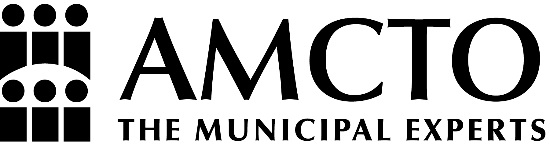 AMCTO
THE MUNICIPAL EXPERTS